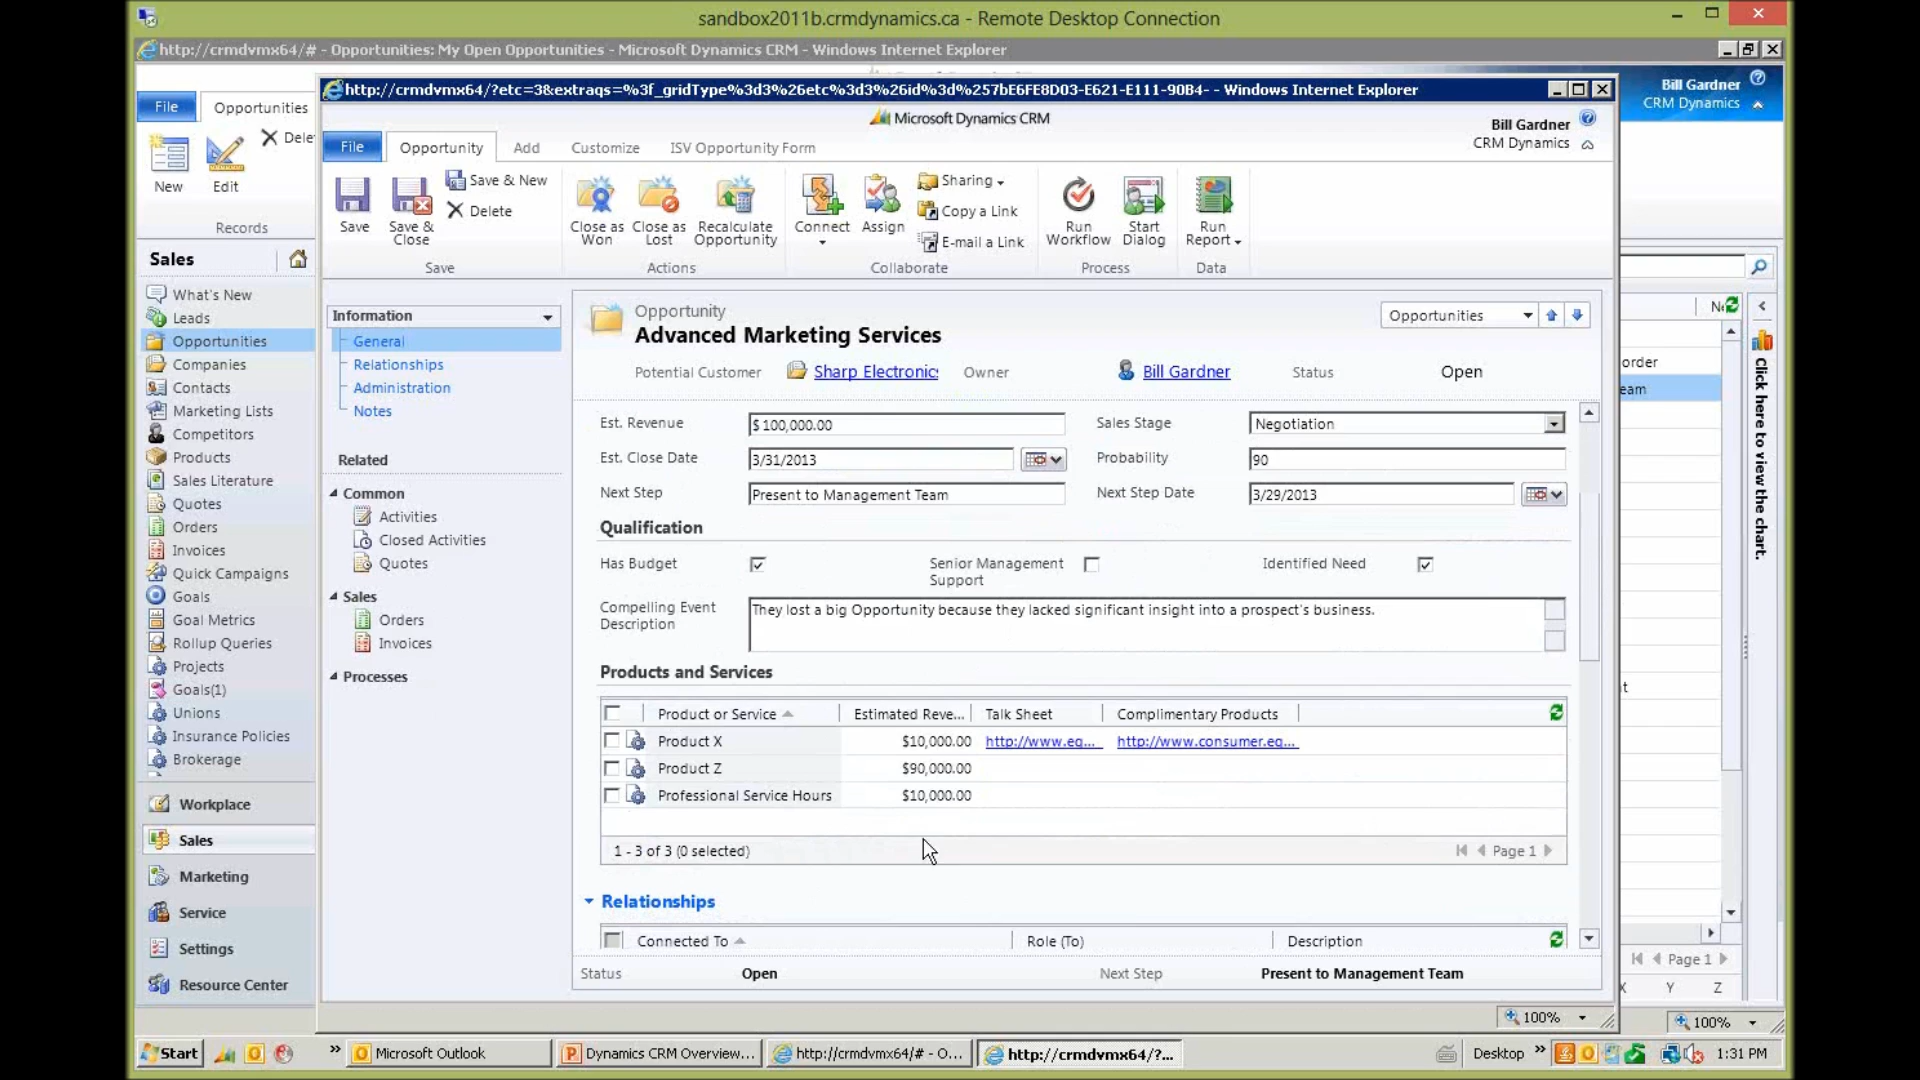 sandbox2011b.crmdynamics.ca - Remote Desktop Connection
http://crmdvmx64/# - Opportunities: My Open Opportunities - Microsoft Dynamics CRM - Windows Internet Explorer
http://crmdvmx64/?etc=3&extraqs=%3f_gridType%3d3%26etc%3d3%26id%3d%257bE6FE8D03-E621-E111-90B4- - Windows Internet Explorer
Bill Gardner
CRM Dynamics
File
Opportunities
Dele
New
Edit
Records
Microsoft Dynamics CRM
Bill Gardner
CRM Dynamics
File
Opportunity
Add
Customize
ISV Opportunity Form
Save
Save & Close
Save & New
Delete
Save
Close as Won
Close as Lost
Recalculate Opportunity
Actions
Connect
Assign
Sharing
Copy a Link
E-mail a Link
Collaborate
Run Workflow
Start Dialog
Process
Run Report
Data
Sales
What's New
Leads
Opportunities
Companies
Contacts
Marketing Lists
Competitors
Products
Sales Literature
Quotes
Orders
Invoices
Quick Campaigns
Goals
Goal Metrics
Rollup Queries
Projects
Goals(1)
Unions
Insurance Policies
Brokerage
Workplace
Sales
Marketing
Service
Settings
Resource Center
Information
General
Relationships
Administration
Notes
Related
Common
Activities
Closed Activities
Quotes
Sales
Orders
Invoices
Processes
Opportunity
Advanced Marketing Services
Opportunities
Potential Customer Sharp Electronics Owner Bill Gardner Status Open
Est. Revenue $ 100,000.00 Sales Stage Negotiation
Est. Close Date 3/31/2013 Probability 90
Next Step Present to Management Team Next Step Date 3/29/2013
Qualification
Has Budget Senior Management Support Identified Need
Compelling Event Description They lost a big Opportunity because they lacked significant insight into a prospect's business.
Products and Services
Product or Service Estimated Reve... Talk Sheet Complimentary Products
Product X $10,000.00 http://www.eq... http://www.consumer.eq...
Product Z $90,000.00
Professional Service Hours $10,000.00
1 - 3 of 3 (0 selected) Page 1
Relationships
Connected To Role (To) Description
Status Open Next Step Present to Management Team
100%
order
eam
t
Click here to view the chart.
Page 1
X Y Z
100%
Start
Microsoft Outlook
Dynamics CRM Overview...
http://crmdvmx64/# - O...
http://crmdvmx64/?...
Desktop
1:31 PM